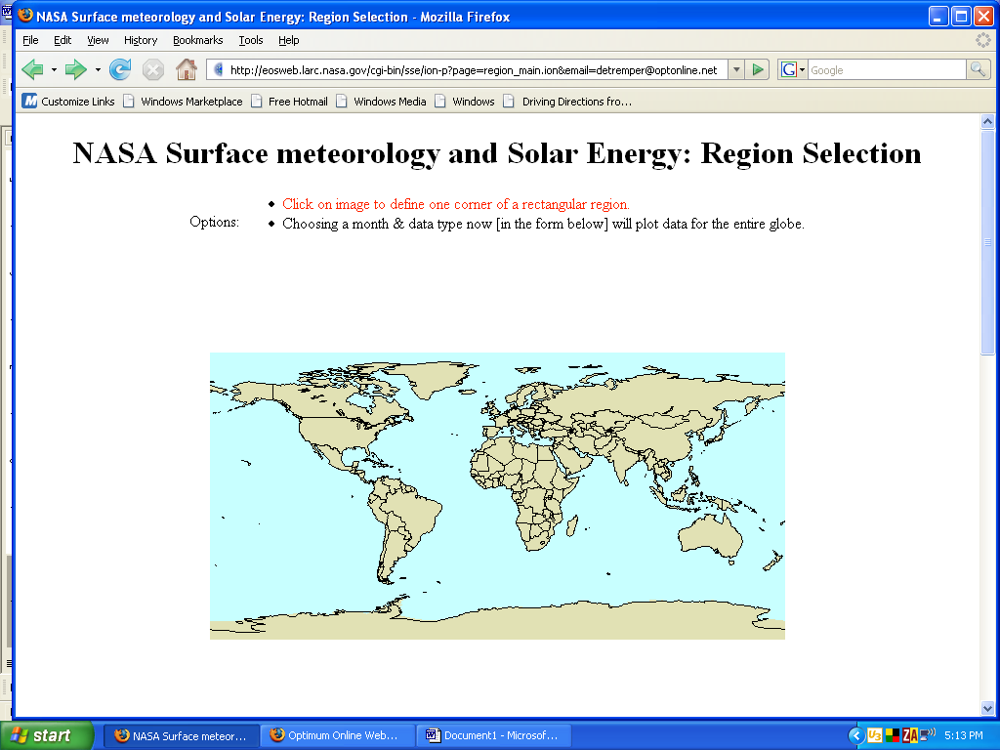 NASA Surface meteorology and Solar Energy: Region Selection - Mozilla Firefox
File Edit View History Bookmarks Tools Help
http://eosweb.larc.nasa.gov/cgi-bin/sse/ion-p?page=region_main.ion&email=detremper@optonline.net
G Google
M Customize Links Windows Marketplace Free Hotmail Windows Media Windows Driving Directions fro...
NASA Surface meteorology and Solar Energy: Region Selection
Options:
• Click on image to define one corner of a rectangular region.
• Choosing a month & data type now [in the form below] will plot data for the entire globe.
start NASA Surface meteor... Optimum Online Web... Document1 - Microsof... U3 ZA 5:13 PM